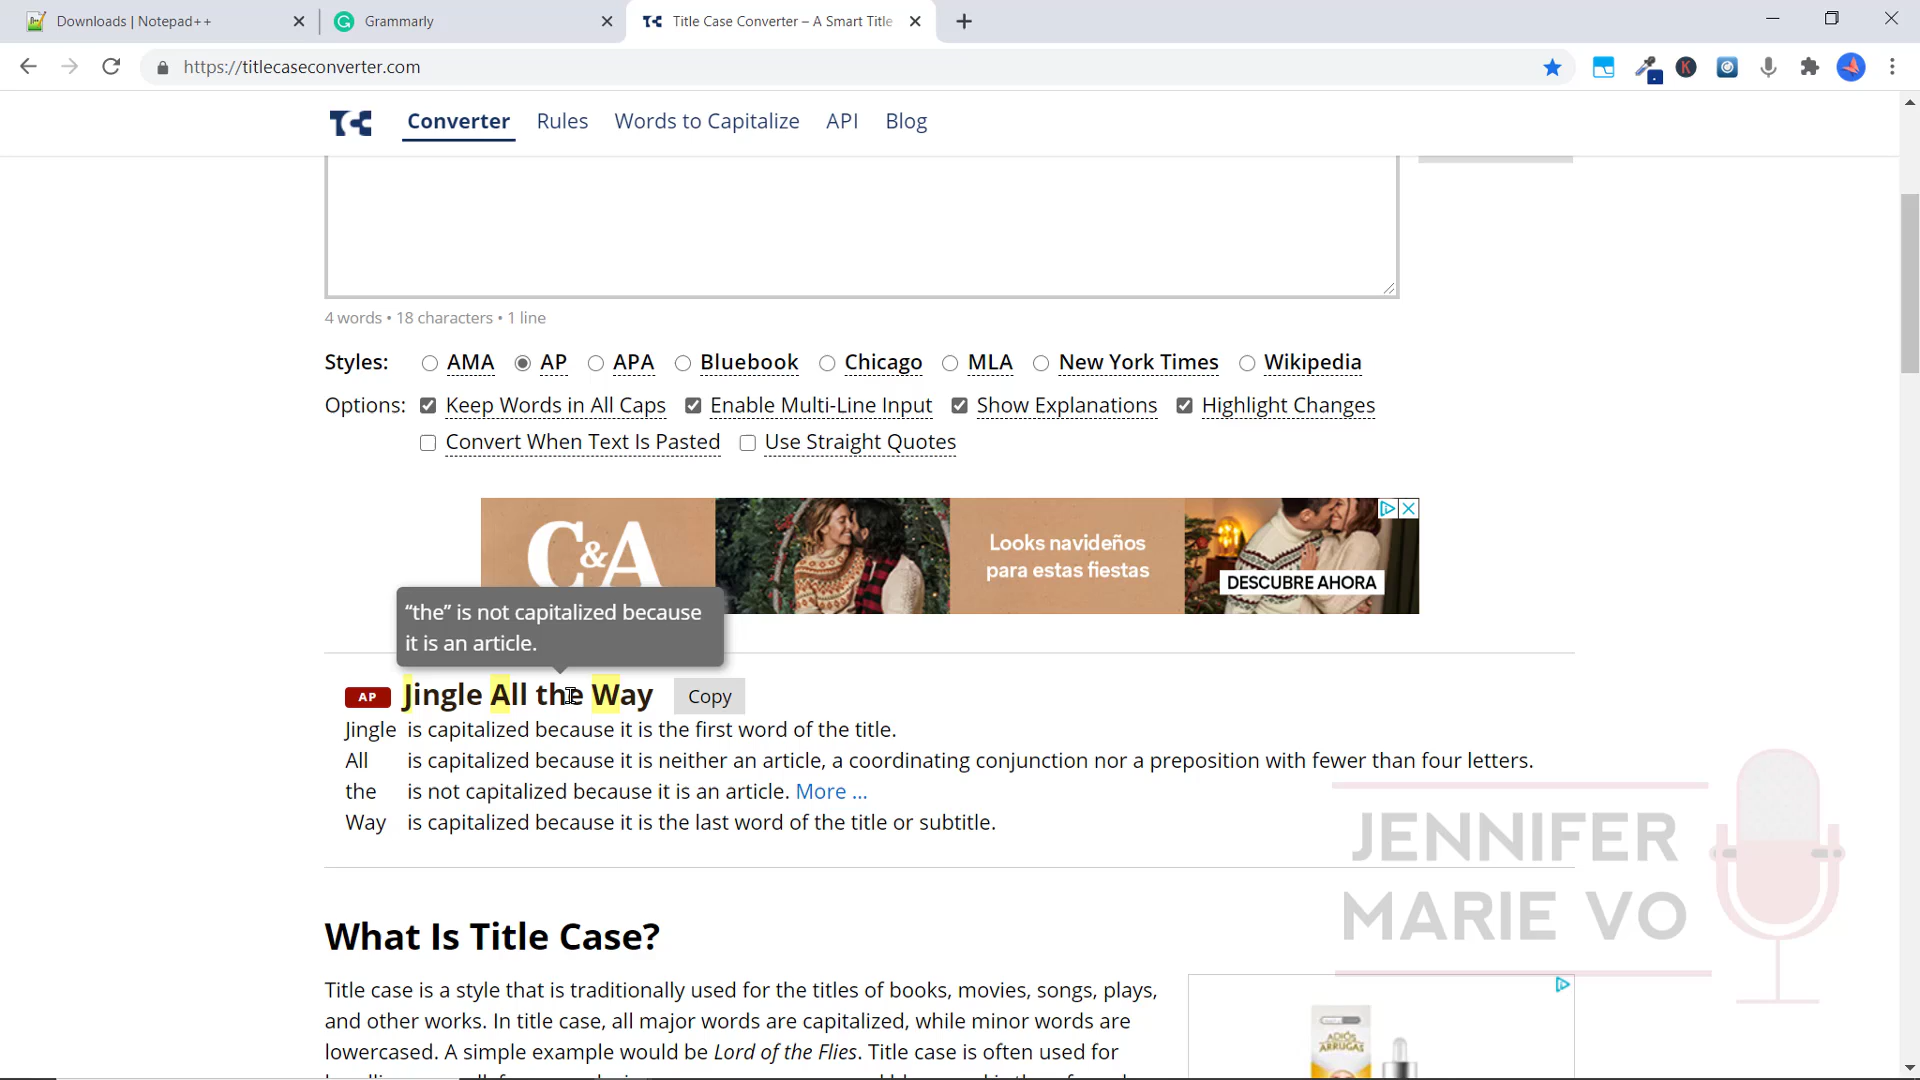 Downloads | Notepad++
Grammarly
Title Case Converter – A Smart Title
https://titlecaseconverter.com
Converter Rules Words to Capitalize API Blog
4 words • 18 characters • 1 line
Styles: AMA AP APA Bluebook Chicago MLA New York Times Wikipedia
Options: Keep Words in All Caps Enable Multi-Line Input Show Explanations Highlight Changes
Convert When Text Is Pasted Use Straight Quotes
C&A
Looks navideños
para estas fiestas
DESCUBRE AHORA
“the” is not capitalized because
it is an article.
AP Jingle All the Way Copy
Jingle is capitalized because it is the first word of the title.
All is capitalized because it is neither an article, a coordinating conjunction nor a preposition with fewer than four letters.
the is not capitalized because it is an article. More ...
Way is capitalized because it is the last word of the title or subtitle.
JENNIFER
MARIE VO
What Is Title Case?
Title case is a style that is traditionally used for the titles of books, movies, songs, plays,
and other works. In title case, all major words are capitalized, while minor words are
lowercased. A simple example would be Lord of the Flies. Title case is often used for
ADIÓS
ARRUGAS